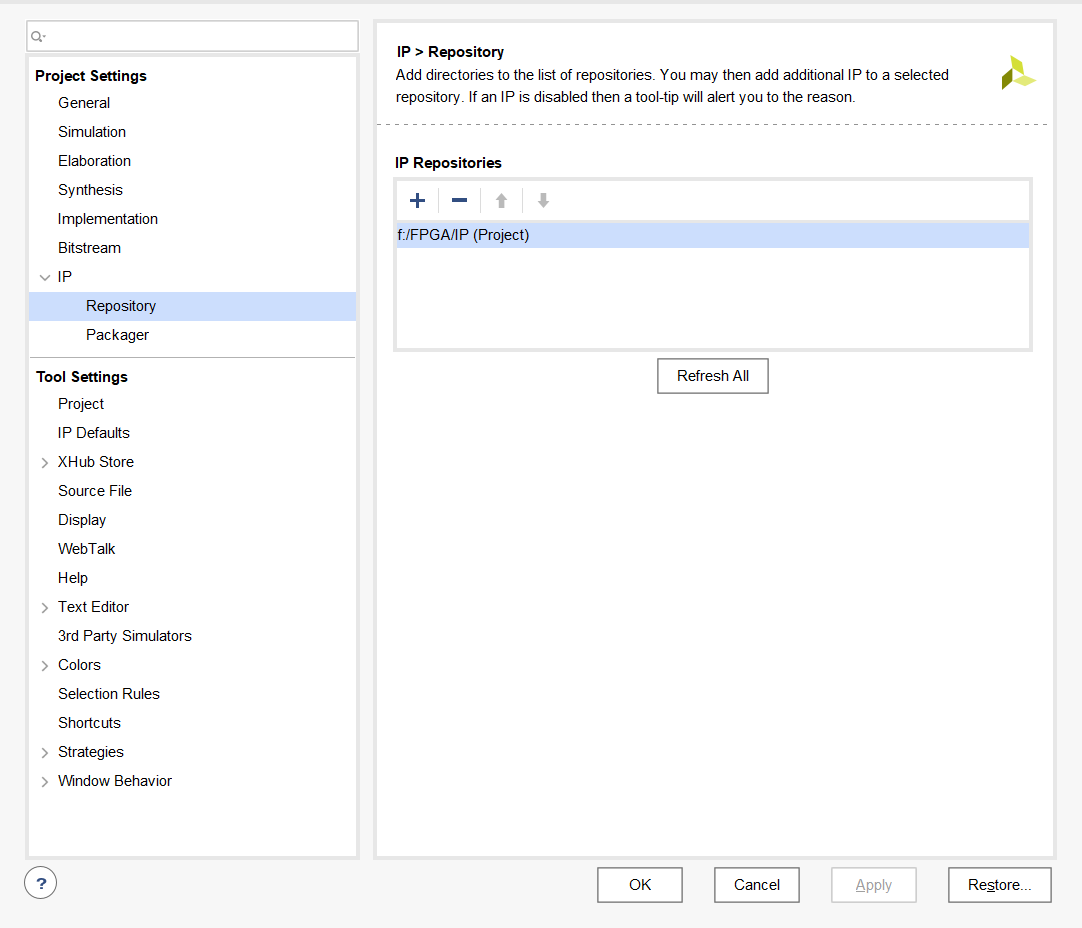 Project Settings
General
Simulation
Elaboration
Synthesis
Implementation
Bitstream
IP
Repository
Packager
Tool Settings
Project
IP Defaults
XHub Store
Source File
Display
WebTalk
Help
Text Editor
3rd Party Simulators
Colors
Selection Rules
Shortcuts
Strategies
Window Behavior
IP > Repository
Add directories to the list of repositories. You may then add additional IP to a selected
repository. If an IP is disabled then a tool-tip will alert you to the reason.
IP Repositories
f:/FPGA/IP (Project)
Refresh All
?
OK
Cancel
Apply
Restore...